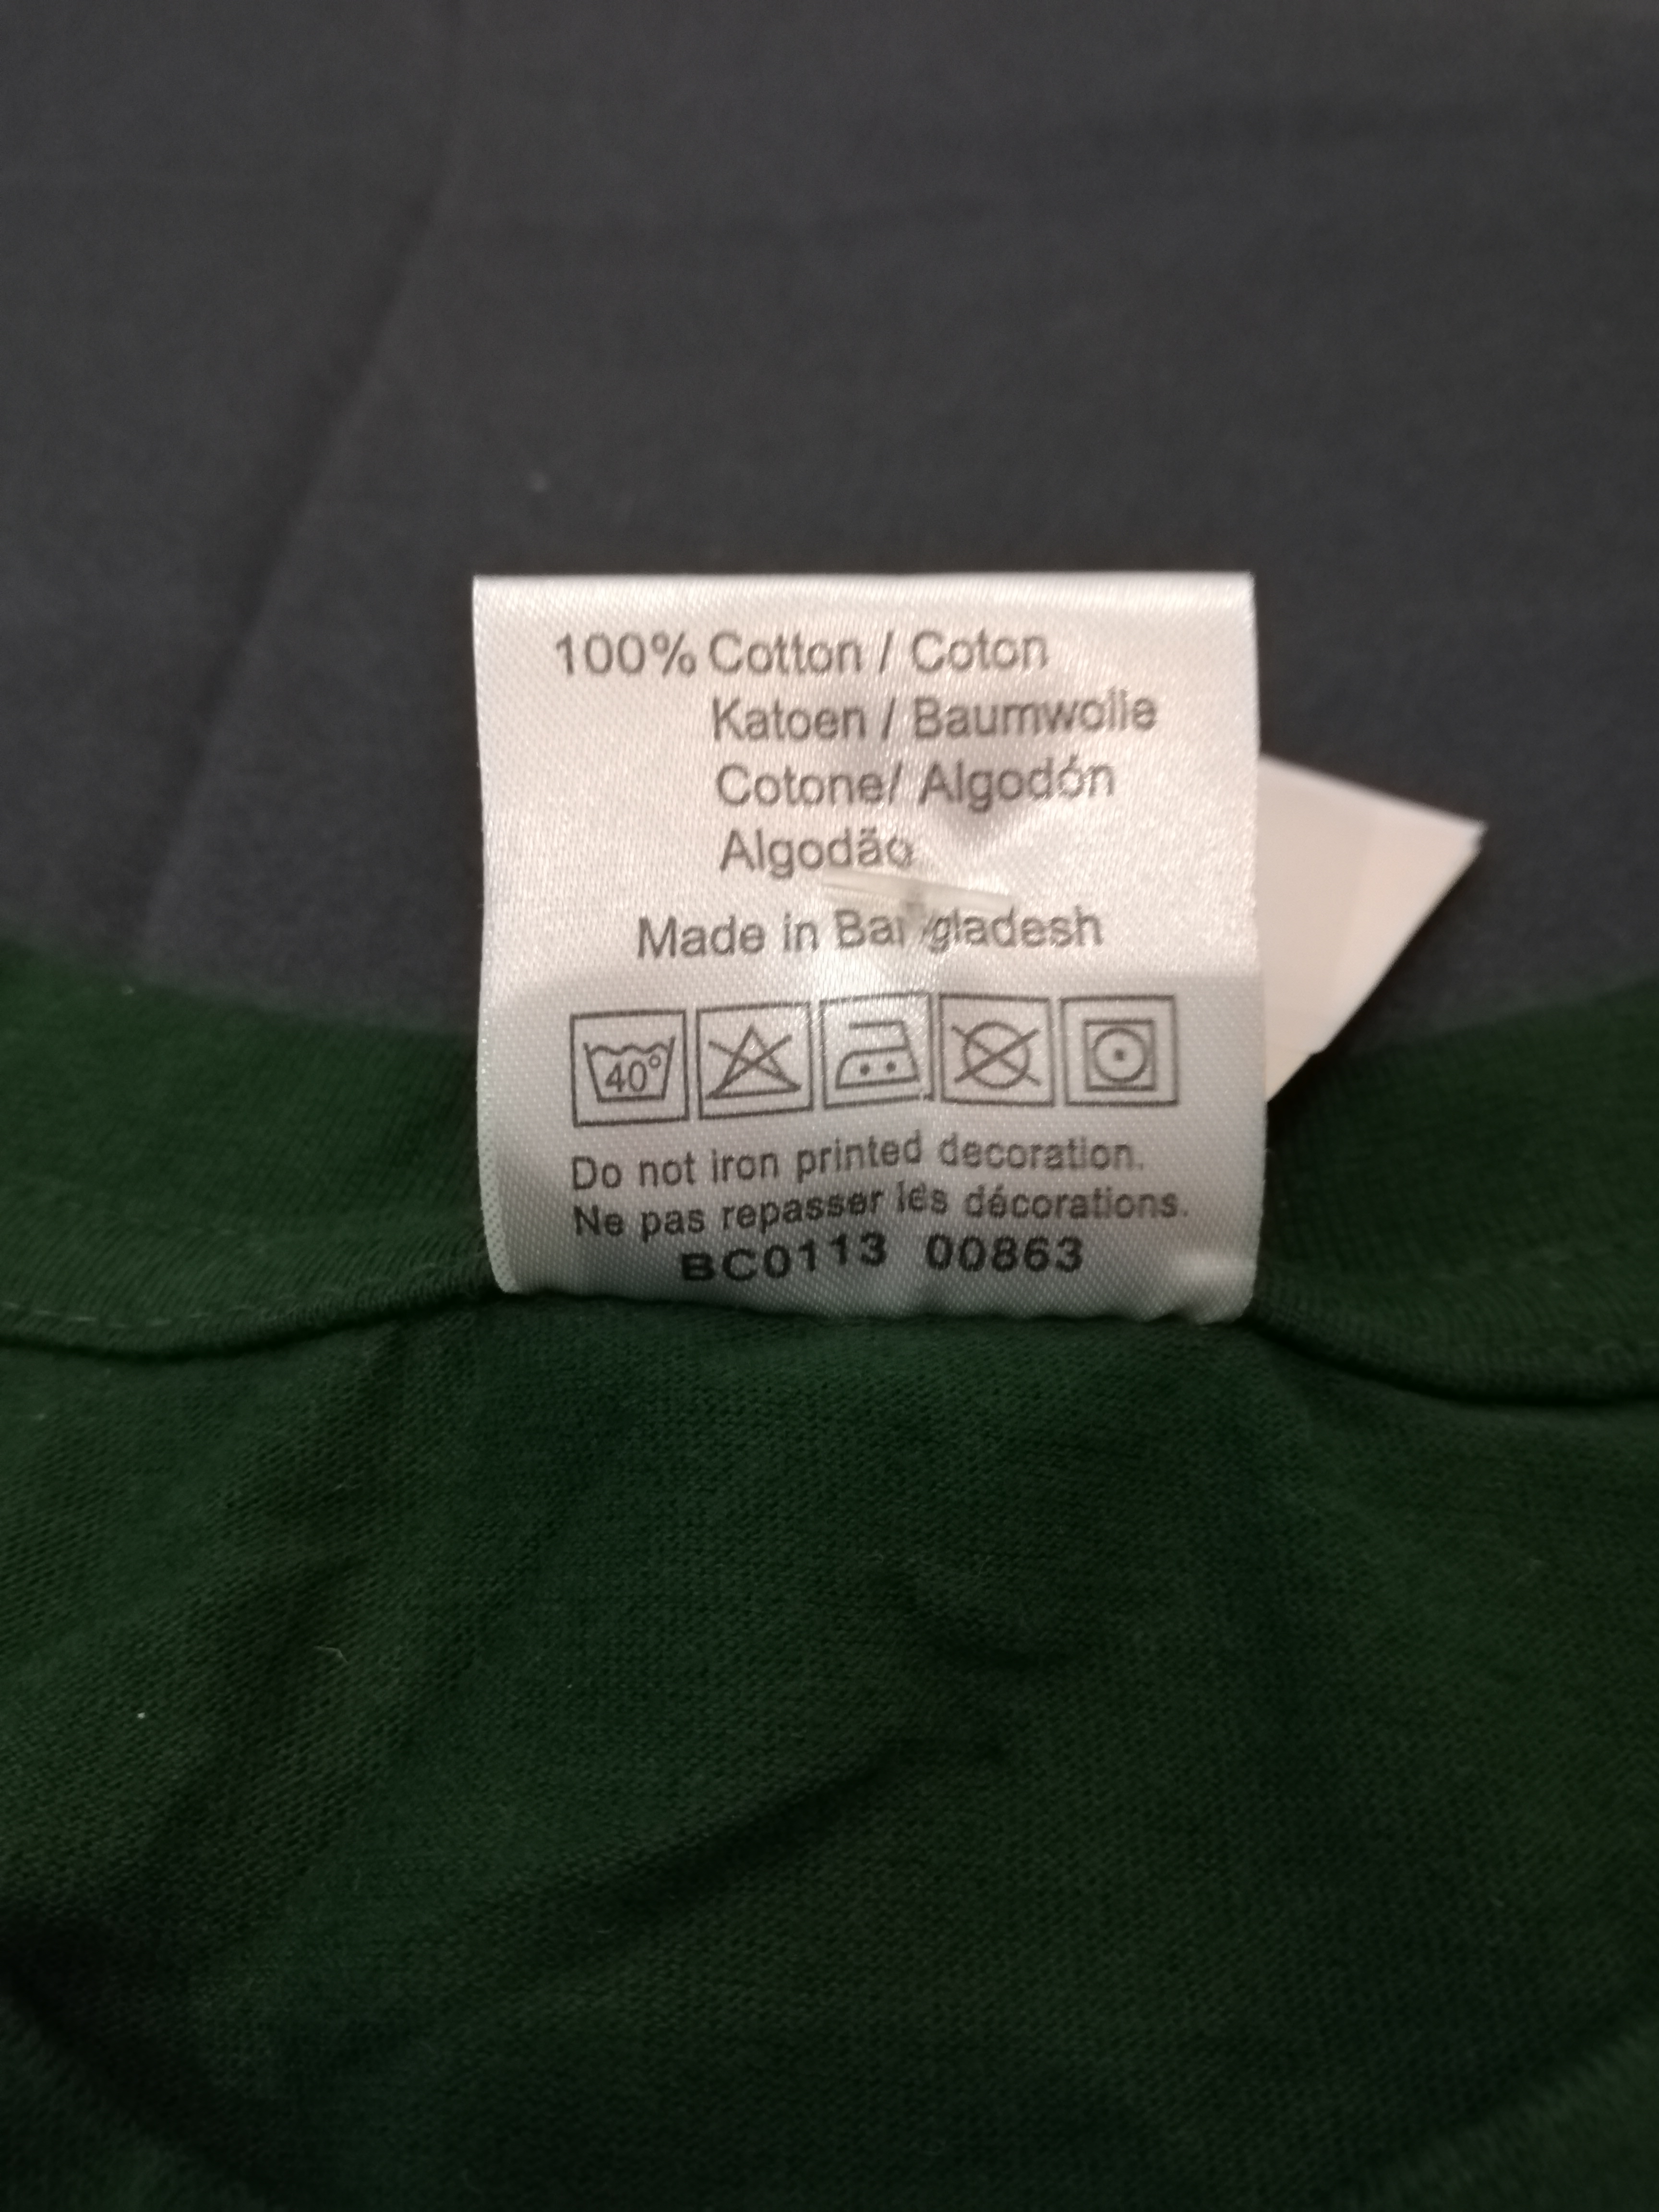 100% Cotton / Coton
Katoen / Baumwolle
Cotone/ Algodón
Algodão
Made in Bangladesh
40°
Do not iron printed decoration.
Ne pas repasser les décorations.
BC0113 00863